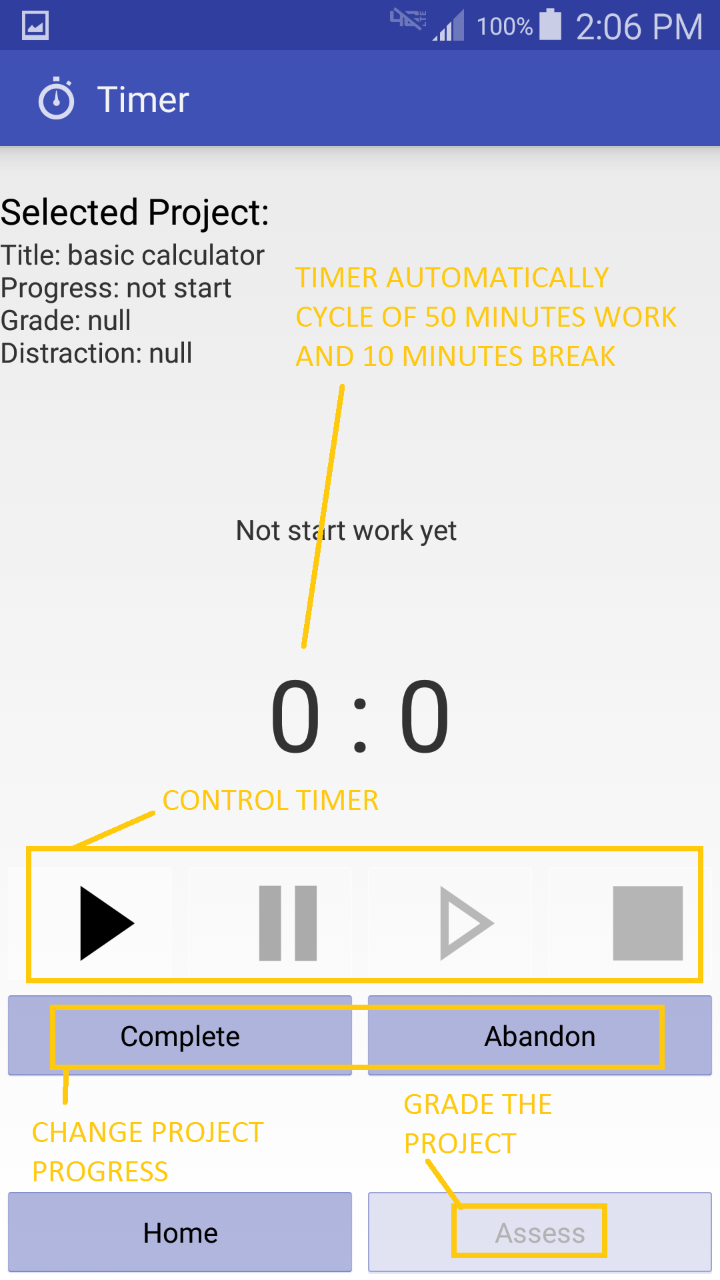 100% 2:06 PM
Timer
Selected Project:
Title: basic calculator
Progress: not start
Grade: null
Distraction: null
TIMER AUTOMATICALLY
CYCLE OF 50 MINUTES WORK
AND 10 MINUTES BREAK
Not start work yet
0 : 0
CONTROL TIMER
Complete Abandon
CHANGE PROJECT
PROGRESS
GRADE THE
PROJECT
Home Assess